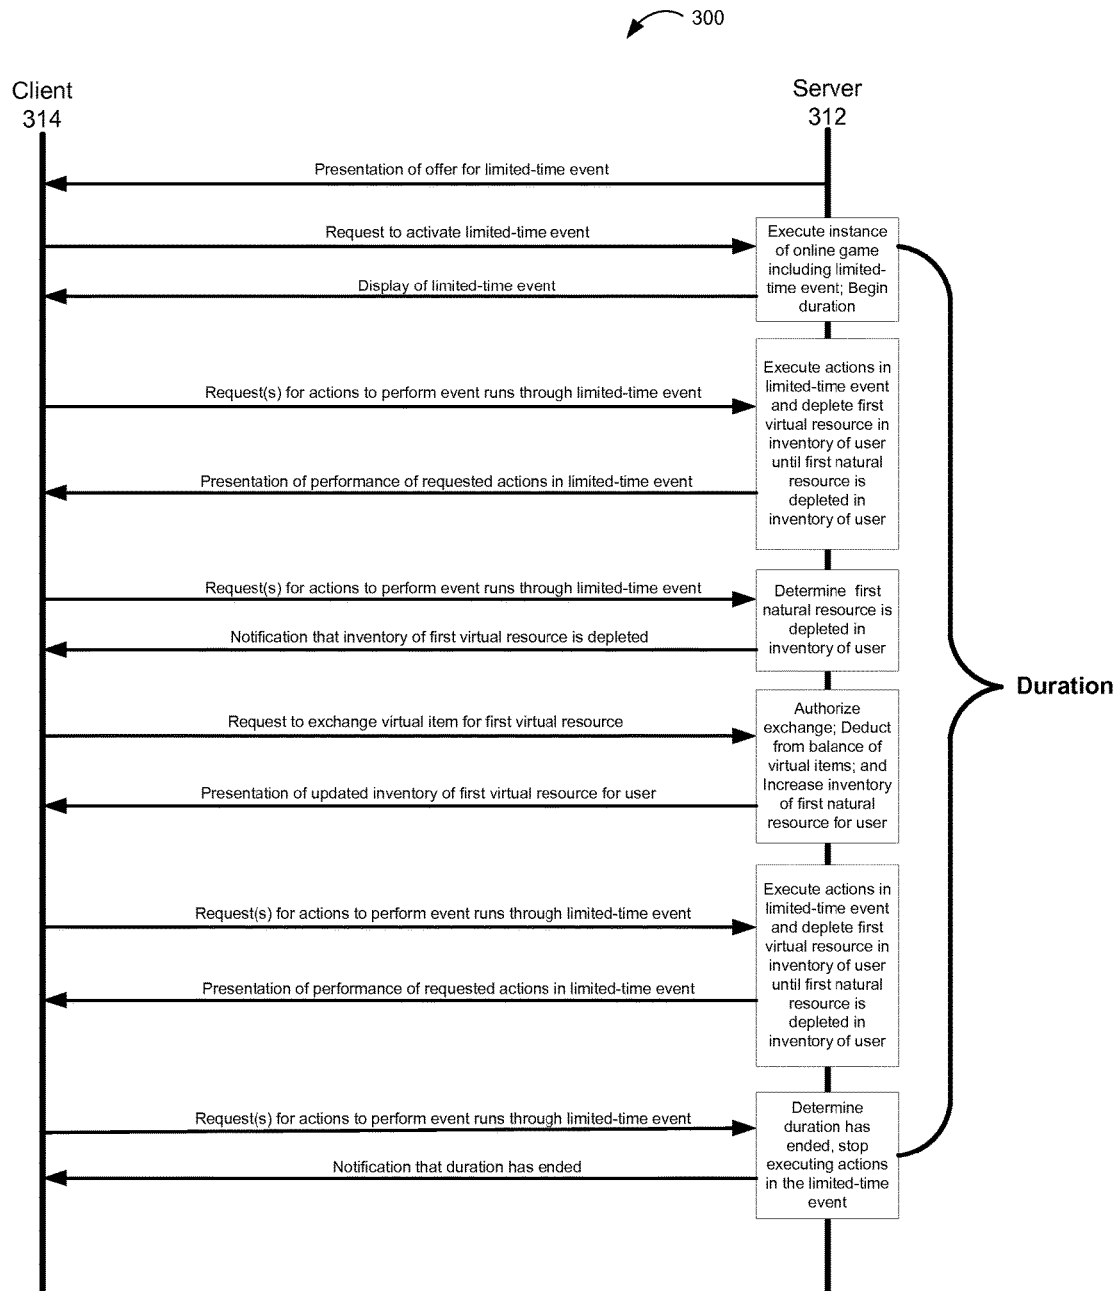 300
Client
314
Server
312
Presentation of offer for limited-time event
Request to activate limited-time event
Display of limited-time event
Execute instance
of online game
including limited-
time event; Begin
duration
Request(s) for actions to perform event runs through limited-time event
Presentation of performance of requested actions in limited-time event
Execute actions in
limited-time event
and deplete first
virtual resource in
inventory of user
until first natural
resource is
depleted in
inventory of user
Request(s) for actions to perform event runs through limited-time event
Notification that inventory of first virtual resource is depleted
Determine first
natural resource is
depleted in
inventory of user
Duration
Request to exchange virtual item for first virtual resource
Presentation of updated inventory of first virtual resource for user
Authorize
exchange; Deduct
from balance of
virtual items; and
Increase inventory
of first natural
resource for user
Request(s) for actions to perform event runs through limited-time event
Presentation of performance of requested actions in limited-time event
Execute actions in
limited-time event
and deplete first
virtual resource in
inventory of user
until first natural
resource is
depleted in
inventory of user
Request(s) for actions to perform event runs through limited-time event
Notification that duration has ended
Determine
duration has
ended, stop
executing actions
in the limited-time
event